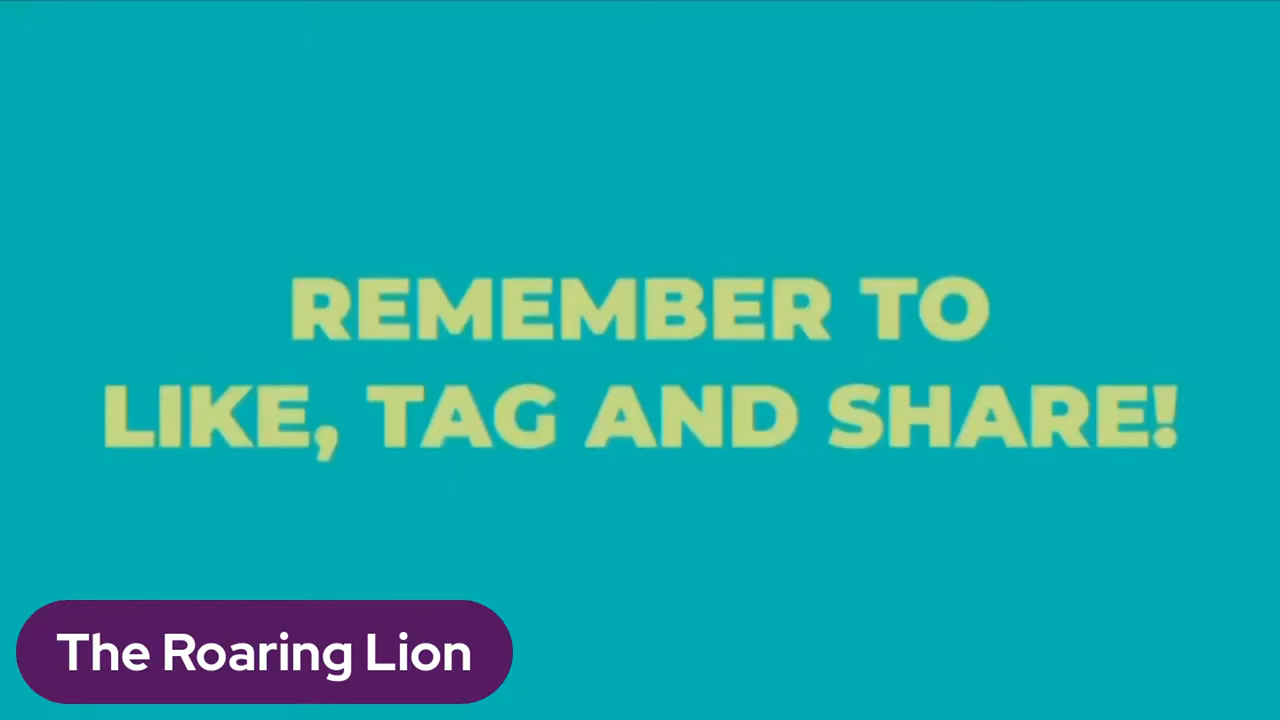 REMEMBER TO
LIKE, TAG AND SHARE!
The Roaring Lion